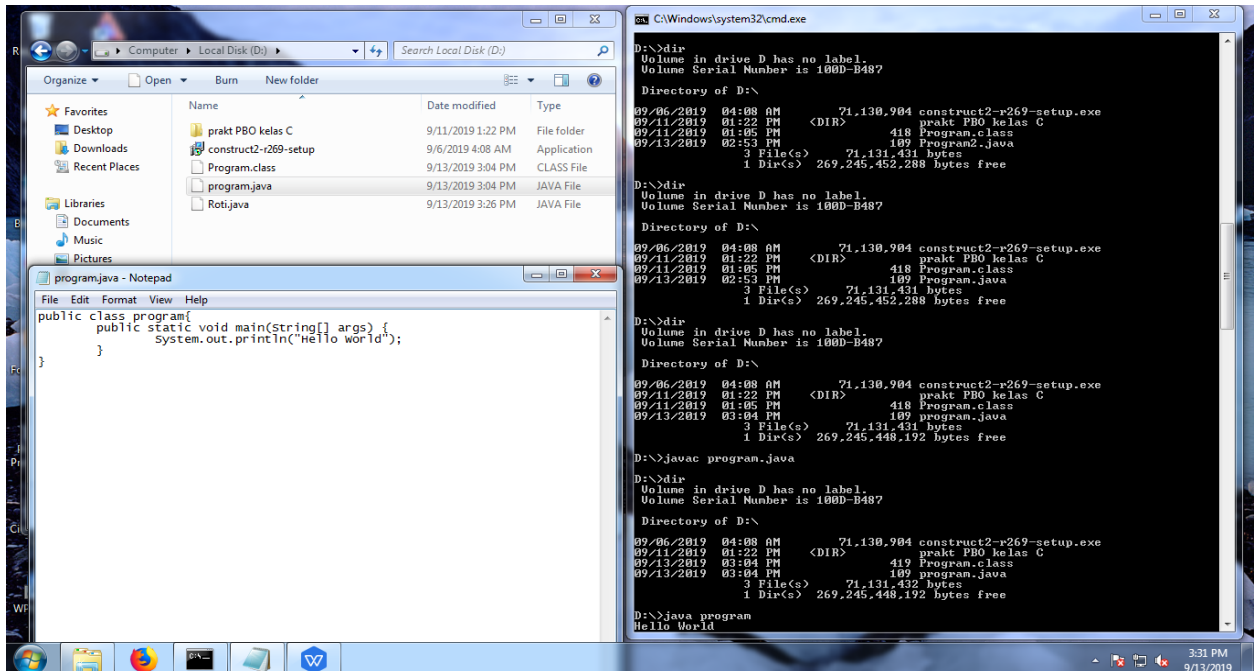 Computer ▸ Local Disk (D:) ▸
Search Local Disk (D:)
Organize
Open
Burn
New folder
Favorites
Desktop
Downloads
Recent Places
Libraries
Documents
Music
Pictures
Name Date modified Type
prakt PBO kelas C 9/11/2019 1:22 PM File folder
construct2-r269-setup 9/6/2019 4:08 AM Application
Program.class 9/13/2019 3:04 PM CLASS File
program.java 9/13/2019 3:04 PM JAVA File
Roti.java 9/13/2019 3:26 PM JAVA File
program.java - Notepad
File Edit Format View Help
public class program{
public static void main(String[] args) {
System.out.println("Hello World");
}
}
C:\Windows\system32\cmd.exe
D:\>dir
Volume in drive D has no label.
Volume Serial Number is 100D-B487
Directory of D:\
09/06/2019 04:08 AM 71,130,904 construct2-r269-setup.exe
09/11/2019 01:22 PM <DIR> prakt PBO kelas C
09/11/2019 01:05 PM 418 Program.class
09/13/2019 02:53 PM 109 Program2.java
3 File(s) 71,131,431 bytes
1 Dir(s) 269,245,452,288 bytes free
D:\>dir
Volume in drive D has no label.
Volume Serial Number is 100D-B487
Directory of D:\
09/06/2019 04:08 AM 71,130,904 construct2-r269-setup.exe
09/11/2019 01:22 PM <DIR> prakt PBO kelas C
09/11/2019 01:05 PM 418 Program.class
09/13/2019 02:53 PM 109 Program.java
3 File(s) 71,131,431 bytes
1 Dir(s) 269,245,452,288 bytes free
D:\>dir
Volume in drive D has no label.
Volume Serial Number is 100D-B487
Directory of D:\
09/06/2019 04:08 AM 71,130,904 construct2-r269-setup.exe
09/11/2019 01:22 PM <DIR> prakt PBO kelas C
09/11/2019 01:05 PM 418 Program.class
09/13/2019 03:04 PM 109 program.java
3 File(s) 71,131,431 bytes
1 Dir(s) 269,245,448,192 bytes free
D:\>javac program.java
D:\>dir
Volume in drive D has no label.
Volume Serial Number is 100D-B487
Directory of D:\
09/06/2019 04:08 AM 71,130,904 construct2-r269-setup.exe
09/11/2019 01:22 PM <DIR> prakt PBO kelas C
09/13/2019 03:04 PM 419 Program.class
09/13/2019 03:04 PM 109 program.java
3 File(s) 71,131,432 bytes
1 Dir(s) 269,245,448,192 bytes free
D:\>java program
Hello World
3:31 PM
9/13/2019